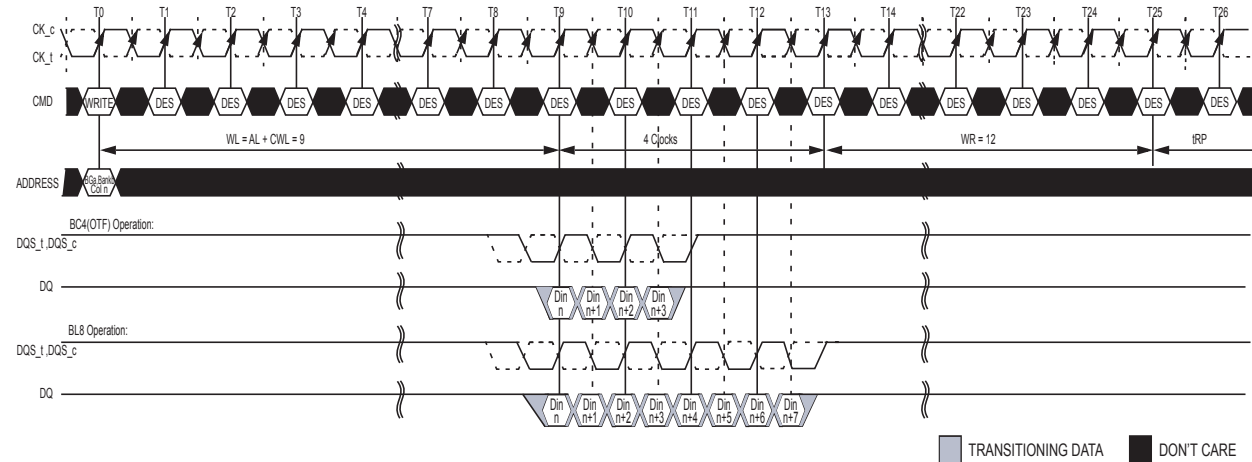 T0 T1 T2 T3 T4 T7 T8 T9 T10 T11 T12 T13 T14 T22 T23 T24 T25 T26
CK_c
CK_t
CMD WRITE DES DES DES DES DES DES DES DES DES DES DES DES DES DES DES DES DES
WL = AL + CWL = 9 4 Clocks WR = 12 tRP
ADDRESS
Col n
BC4(OTF) Operation:
DQS_t ,DQS_c
DQ Din Din Din Din
n n+1 n+2 n+3
BL8 Operation:
DQS_t ,DQS_c
DQ Din Din Din Din Din Din Din Din
n n+1 n+2 n+3 n+4 n+5 n+6 n+7
TRANSITIONING DATA DON'T CARE